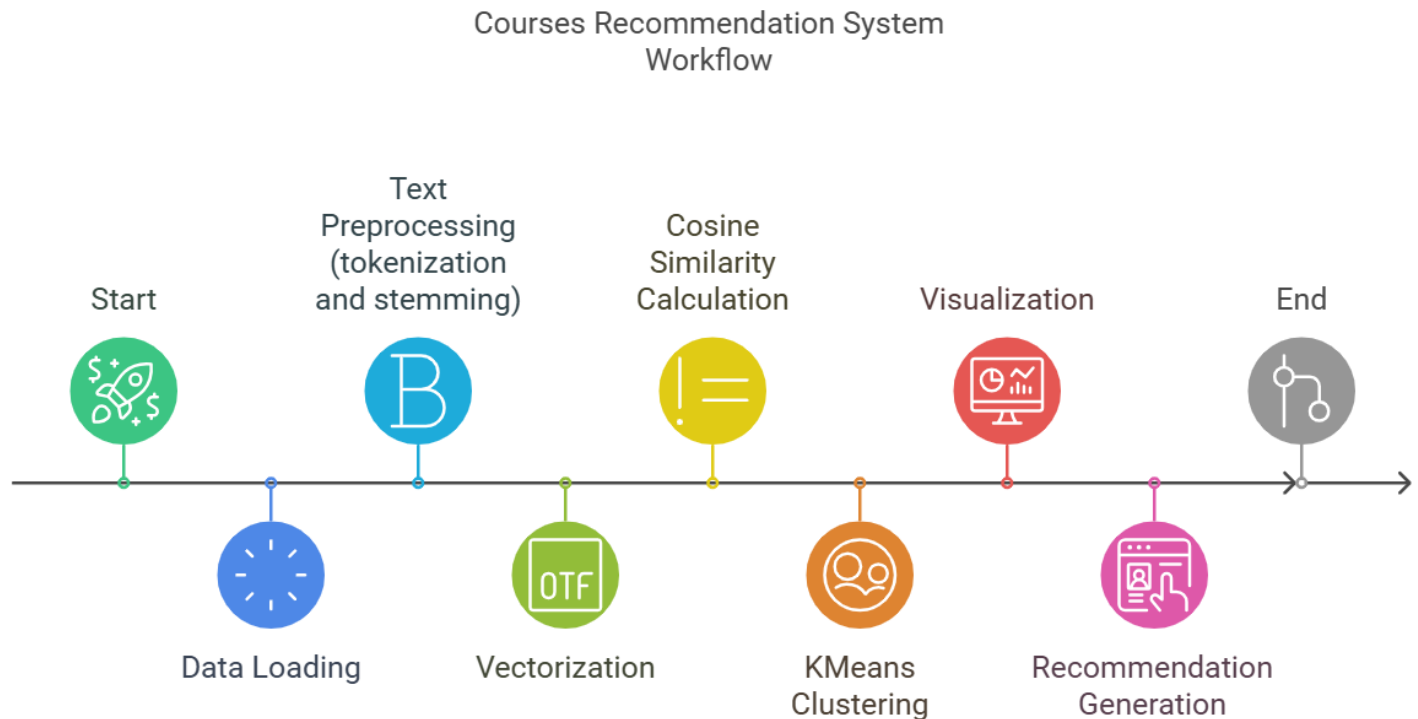 Courses Recommendation System
Workflow
Start
Data Loading
Text
Preprocessing
(tokenization
and stemming)
OTF
Vectorization
Cosine
Similarity
Calculation
KMeans
Clustering
Visualization
Recommendation
Generation
End